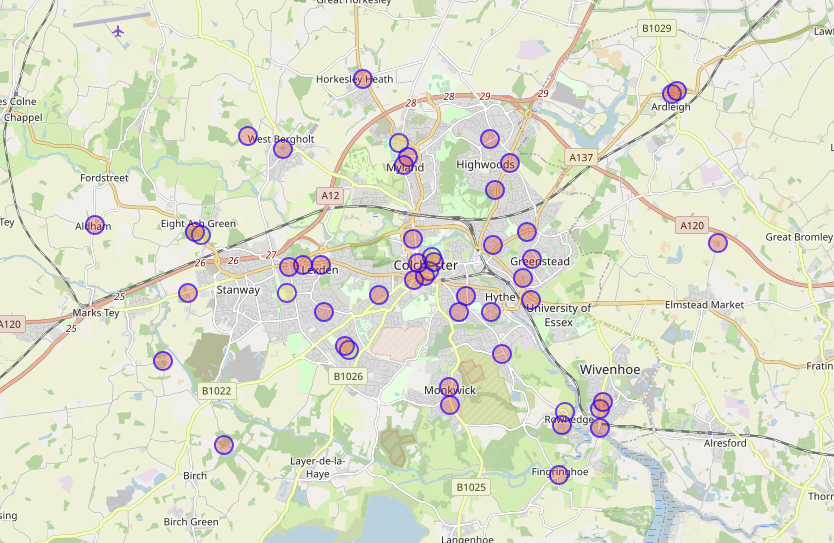 Great Horkesley
B1029
Lawf
Horkesley Heath
28
28
29
29
es Colne
Chappel
Ardleigh
West Bergholt
Myland
Highwoods
A137
Fordstreet
A12
Tey
Aldham
Eight Ash Green
A120
Great Bromley
26
26
27
Lexden
Colchester
Greenstead
Stanway
25
Marks Tey
Hythe
University of
Essex
Elmstead Market
A120
25
B1022
B1026
Wivenhoe
Fratin
Monkwick
Rowhedge
Alresford
Birch
Layer-de-la-
Haye
Fingringhoe
B1025
Thorr
sing
Birch Green
Langenhoe